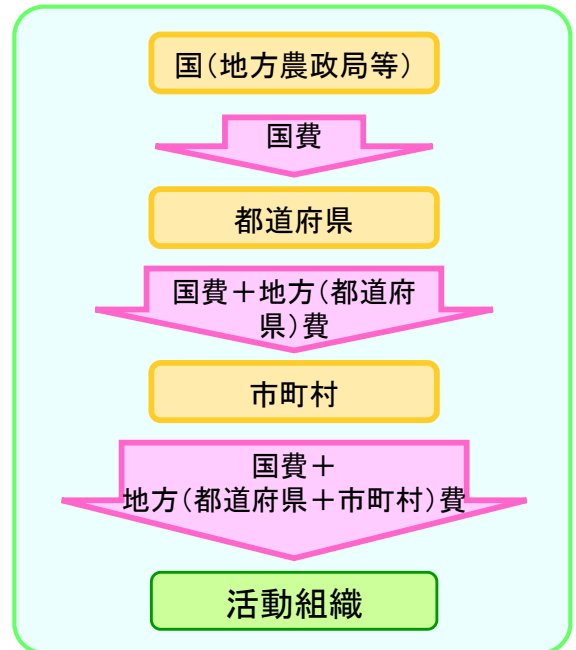 国（地方農政局等）
国費
都道府県
国費＋地方（都道府
県）費
市町村
国費＋
地方（都道府県＋市町村）費
活動組織